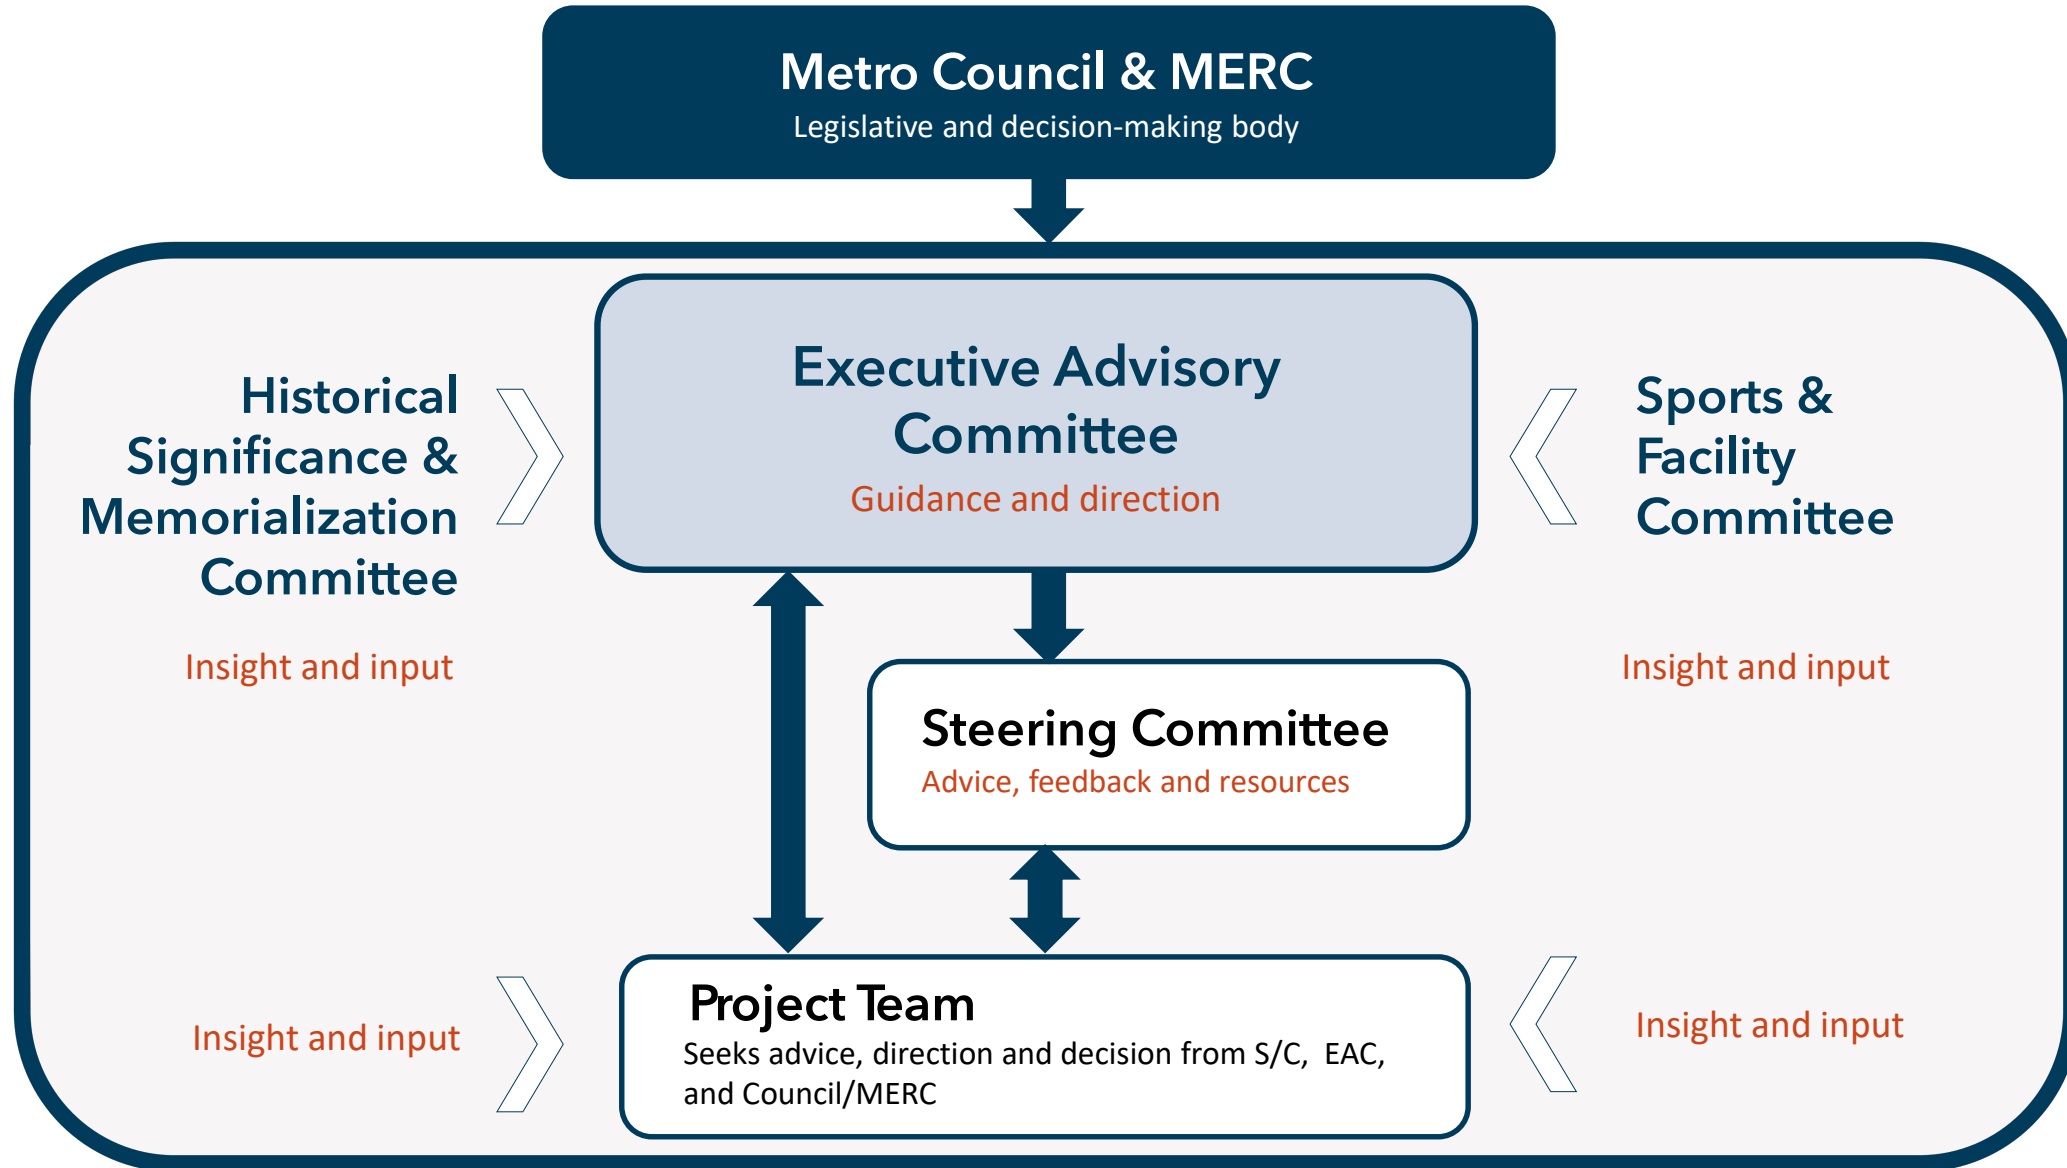 Metro Council & MERC
Legislative and decision-making body
Executive Advisory
Committee
Guidance and direction
Historical
Significance &
Memorialization
Committee
Insight and input
Sports &
Facility
Committee
Insight and input
Steering Committee
Advice, feedback and resources
Insight and input
Project Team
Seeks advice, direction and decision from S/C, EAC,
and Council/MERC
Insight and input